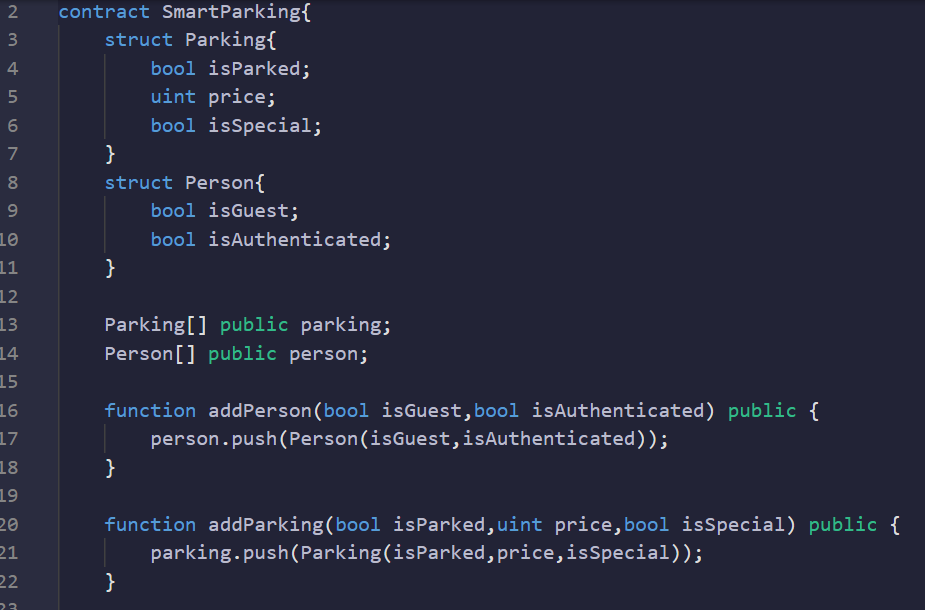 2 contract SmartParking{
3 struct Parking{
4 bool isParked;
5 uint price;
6 bool isSpecial;
7 }
8 struct Person{
9 bool isGuest;
10 bool isAuthenticated;
11 }
12
13 Parking[] public parking;
14 Person[] public person;
15
16 function addPerson(bool isGuest,bool isAuthenticated) public {
17 person.push(Person(isGuest,isAuthenticated));
18 }
19
20 function addParking(bool isParked,uint price,bool isSpecial) public {
21 parking.push(Parking(isParked,price,isSpecial));
22 }
23